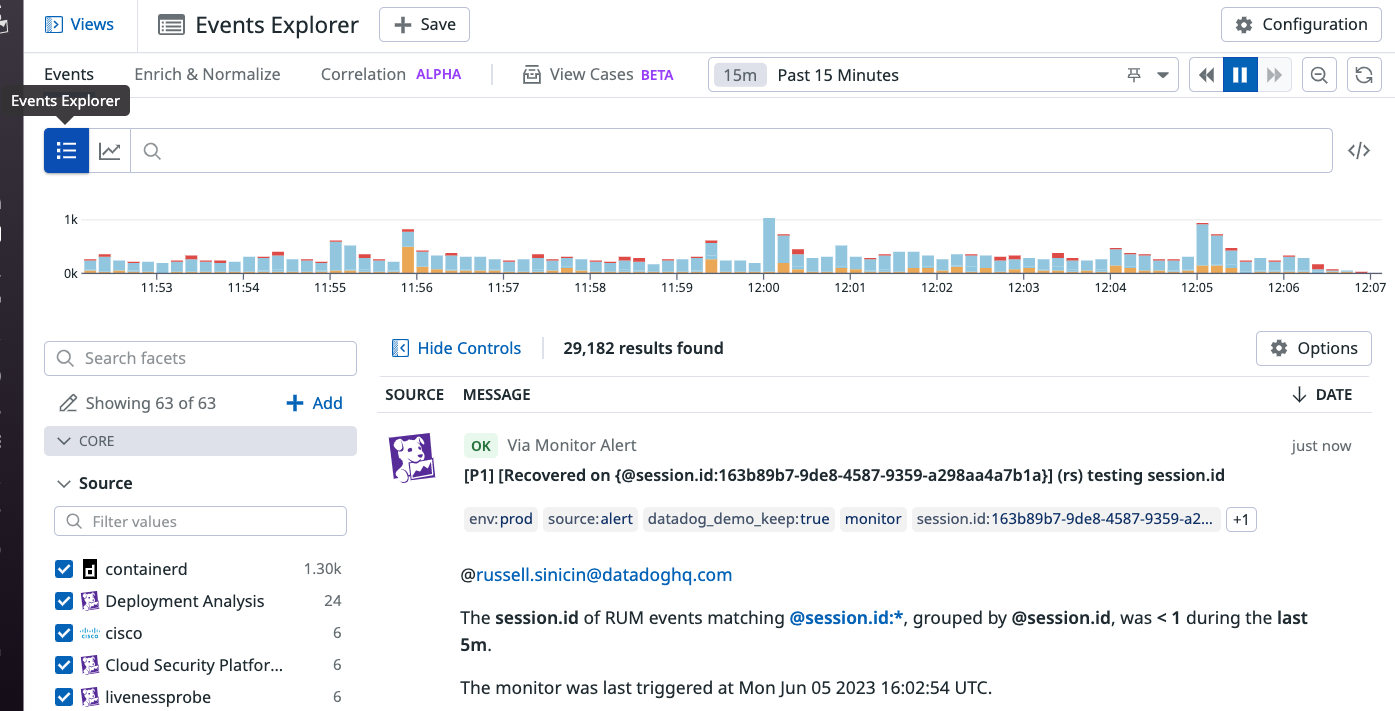 Views
Events Explorer
Save
Configuration
Events
Enrich & Normalize
Correlation ALPHA
View Cases BETA
15m Past 15 Minutes
Events Explorer
</>
1k
0k
11:53 11:54 11:55 11:56 11:57 11:58 11:59 12:00 12:01 12:02 12:03 12:04 12:05 12:06 12:07
Search facets
Showing 63 of 63
Add
CORE
Source
Filter values
containerd 1.30k
Deployment Analysis 24
cisco 6
Cloud Security Platfor... 6
livenessprobe 6
Hide Controls
29,182 results found
Options
SOURCE MESSAGE DATE
OK Via Monitor Alert just now
[P1] [Recovered on {@session.id:163b89b7-9de8-4587-9359-a298aa4a7b1a}] (rs) testing session.id
env:prod source:alert datadog_demo_keep:true monitor session.id:163b89b7-9de8-4587-9359-a2... +1
@russell.sinicin@datadoghq.com
The session.id of RUM events matching @session.id:*, grouped by @session.id, was < 1 during the last
5m.
The monitor was last triggered at Mon Jun 05 2023 16:02:54 UTC.